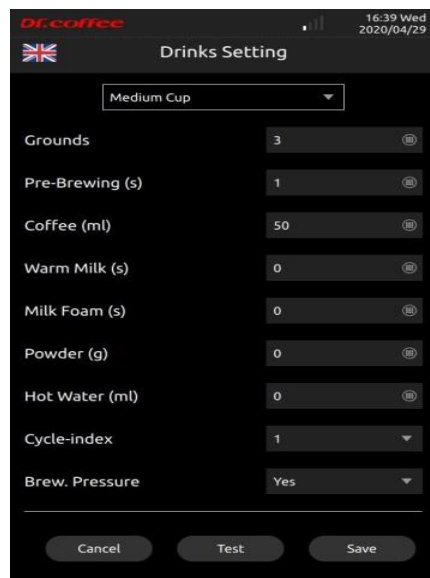 Dr.coffee
16:39 Wed
2020/04/29
Drinks Setting
Medium Cup
Grounds 3
Pre-Brewing (s) 1
Coffee (ml) 50
Warm Milk (s) 0
Milk Foam (s) 0
Powder (g) 0
Hot Water (ml) 0
Cycle-index 1
Brew. Pressure Yes
Cancel Test Save